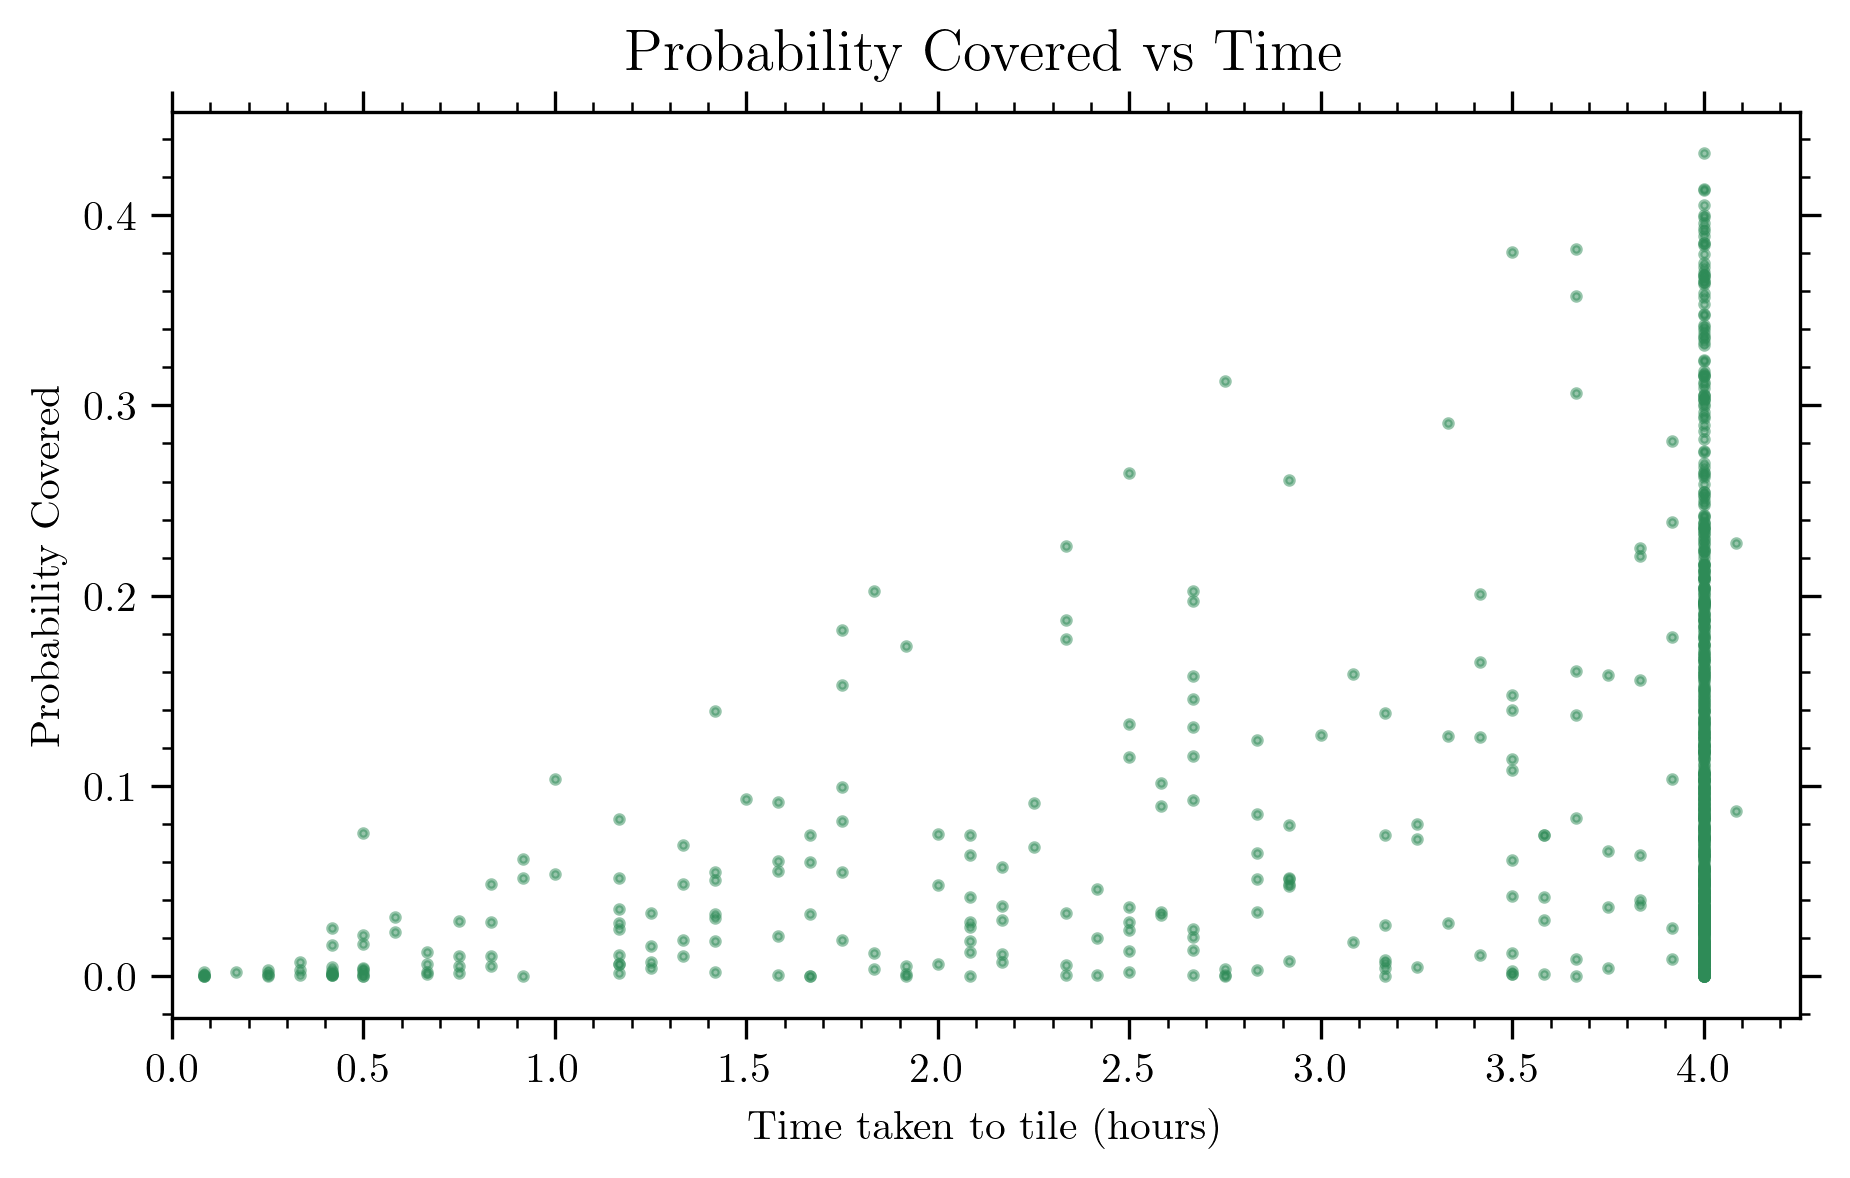 Probability Covered vs Time
Probability Covered
0.4
0.3
0.2
0.1
0.0
0.0 0.5 1.0 1.5 2.0 2.5 3.0 3.5 4.0
Time taken to tile (hours)